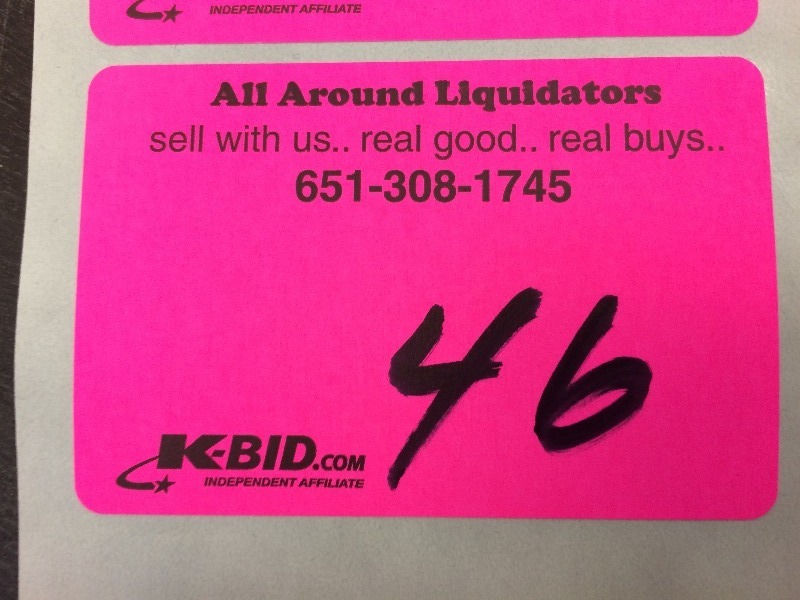 INDEPENDENT AFFILIATE
All Around Liquidators
sell with us.. real good.. real buys..
651-308-1745
46
K-BID.COM
INDEPENDENT AFFILIATE